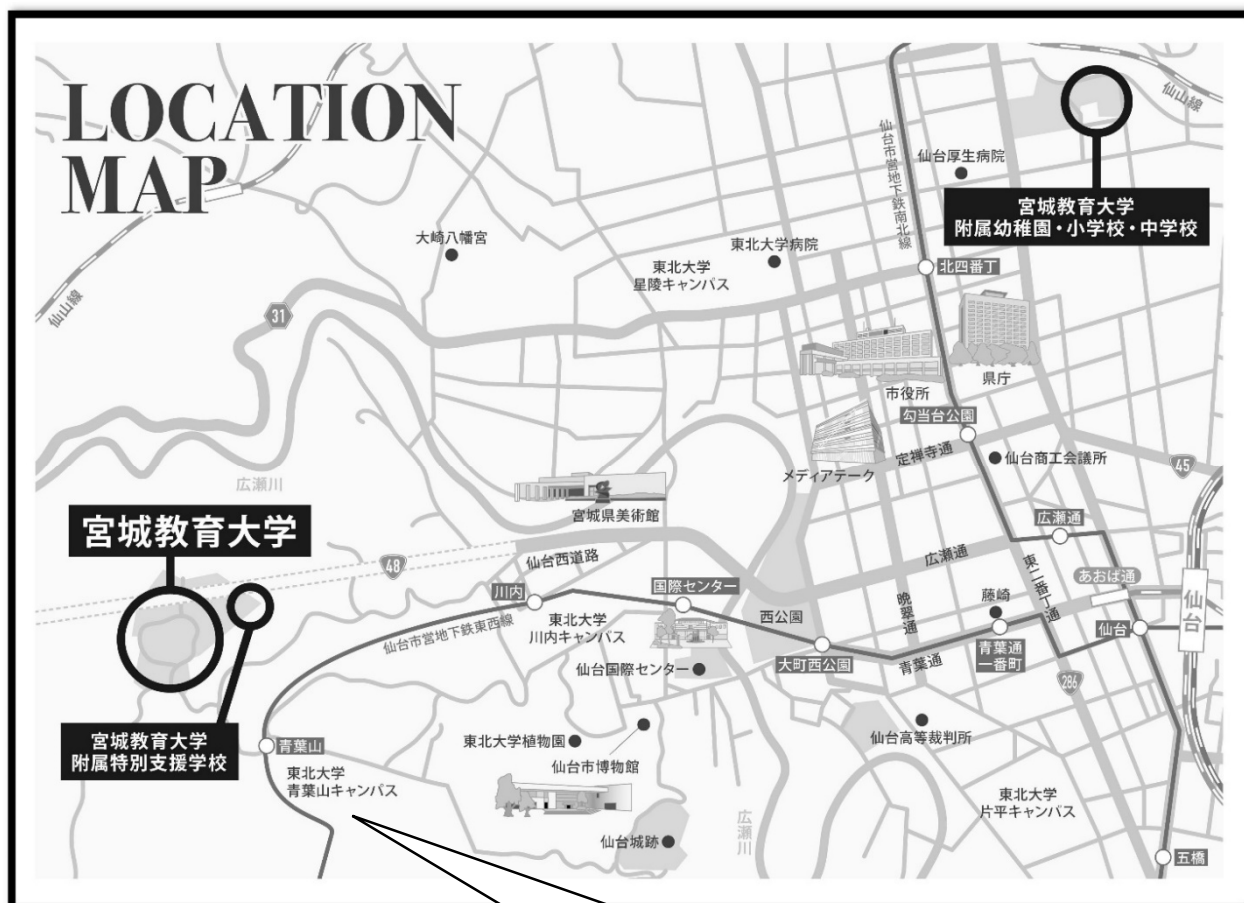 LOCATION
MAP
仙山線
仙山線
仙台市営地下鉄南北線
仙台厚生病院
宮城教育大学
附属幼稚園・小学校・中学校
大崎八幡宮
東北大学病院
東北大学
星陵キャンパス
北四番丁
31
県庁
市役所
勾当台公園
メディアテーク
定禅寺通
仙台商工会議所
45
広瀬川
宮城県美術館
宮城教育大学
広瀬通
仙台西道路
広瀬通
48
東二番丁通
あおば通
川内
国際センター
西公園
晩翠通
藤崎
仙台
仙台
仙台市営地下鉄東西線
東北大学
川内キャンパス
大町西公園
青葉通
青葉通
一番町
仙台国際センター
286
宮城教育大学
附属特別支援学校
青葉山
東北大学植物園
仙台市博物館
仙台高等裁判所
東北大学
青葉山キャンパス
東北大学
片平キャンパス
仙台城跡
広瀬川
五橋